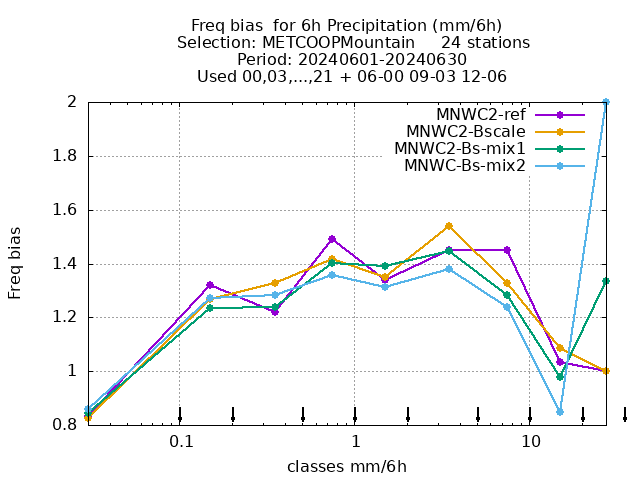 Freq bias  for 6h Precipitation (mm/6h)
Selection: METCOOPMountain     24 stations
Period: 20240601-20240630
Used 00,03,...,21 + 06-00 09-03 12-06
MNWC2-ref
MNWC2-Bscale
MNWC2-Bs-mix1
MNWC-Bs-mix2
Freq bias
2
1.8
1.6
1.4
1.2
1
0.8
0.1
1
10
classes mm/6h